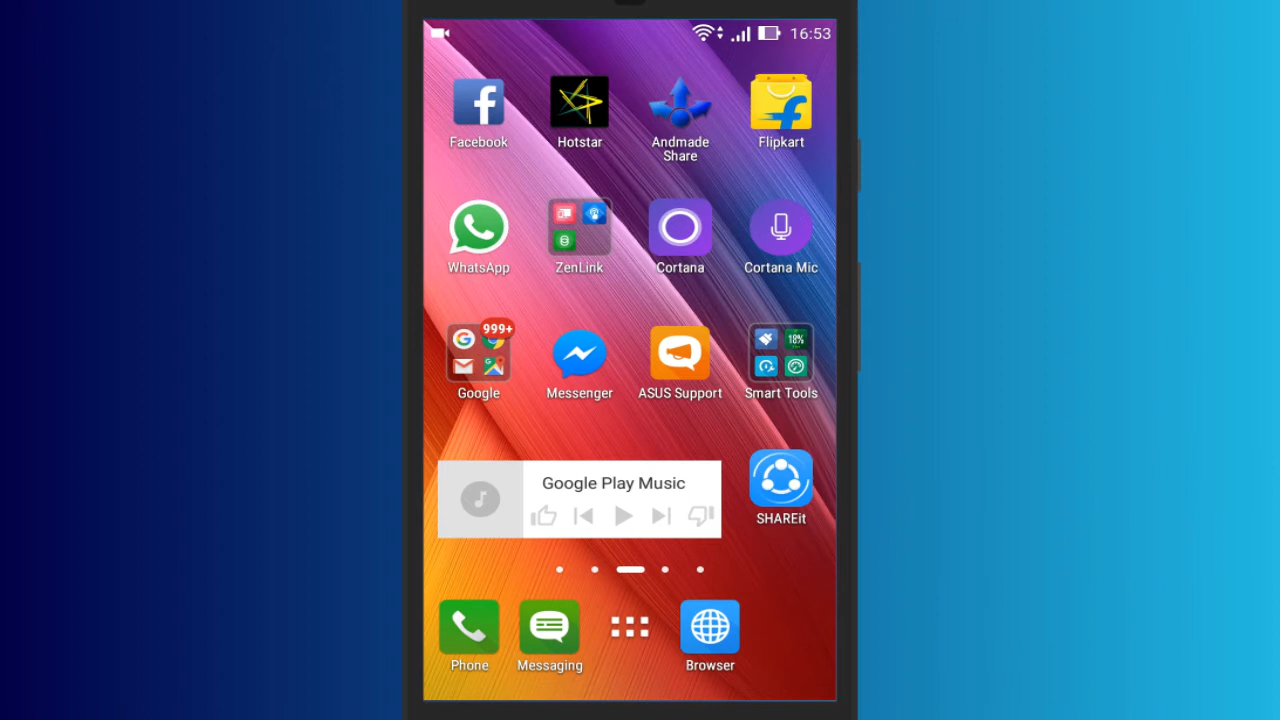 16:53
Facebook
Hotstar
Andmade
Share
Flipkart
WhatsApp
ZenLink
Cortana
Cortana Mic
999+
18%
Google
Messenger
ASUS Support
Smart Tools
Google Play Music
SHAREit
Phone
Messaging
Browser